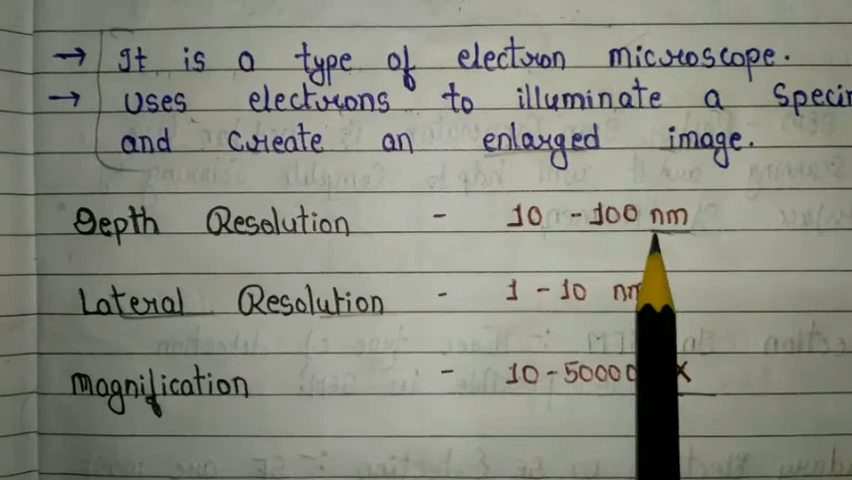 → It is a type of electron microscope.
→ Uses electrons to illuminate a Speci
and create an enlarged image.
Depth Resolution - 10 - 100 nm
Lateral Resolution - 1 - 10 nm
Magnification - 10 - 50000 X